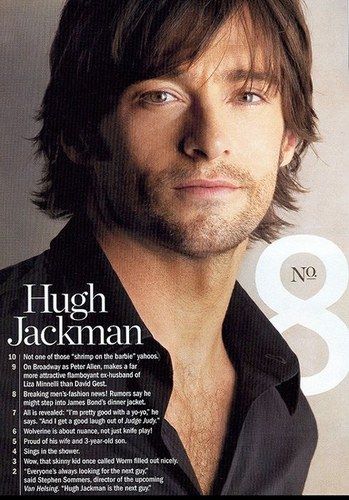 No.
8
Hugh
Jackman
10 Not one of those "shrimp on the barbie" yahoos.
9 On Broadway as Peter Allen, makes a far
more attractive flamboyant ex-husband of
Liza Minnelli than David Gest.
8 Breaking men's-fashion news! Rumors say he
might step into James Bond's dinner jacket.
7 All is revealed: "I'm pretty good with a yo-yo," he
says. "And I get a good laugh out of Judge Judy."
6 Wolverine is about nuance, not just knife play!
5 Proud of his wife and 3-year-old son.
4 Sings in the shower.
3 Wow, that skinny kid once called Worm filled out nicely.
2 "Everyone's always looking for the next guy,"
said Stephen Sommers, director of the upcoming
Van Helsing. "Hugh Jackman is the next guy."